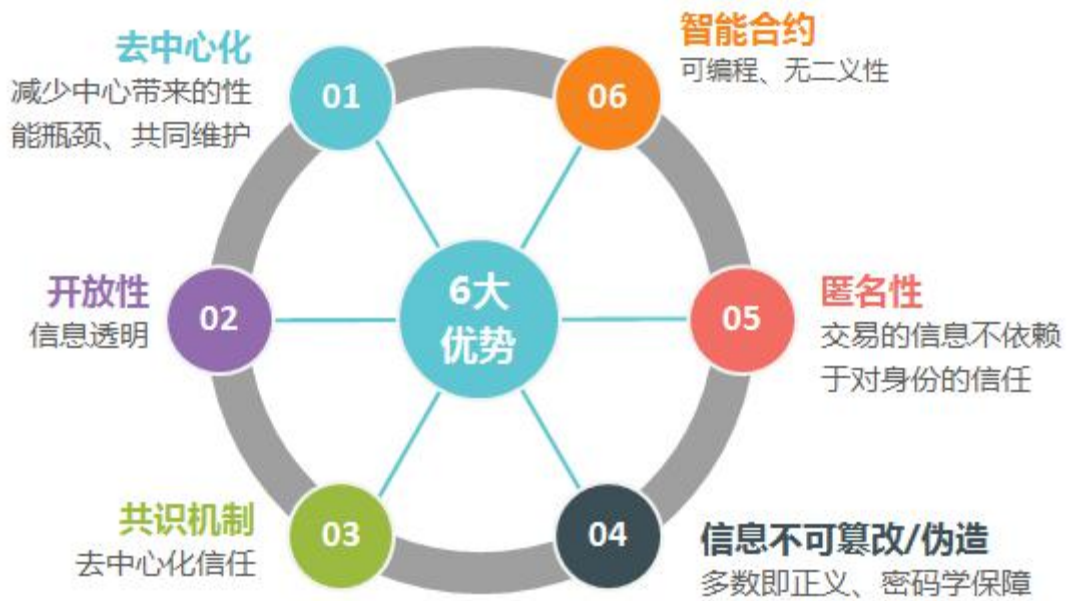 去中心化
减少中心带来的性
能瓶颈、共同维护
01
开放性
信息透明
02
共识机制
去中心化信任
03
信息不可篡改/伪造
多数即正义、密码学保障
04
匿名性
交易的信息不依赖
于对身份的信任
05
智能合约
可编程、无二义性
06
6大
优势